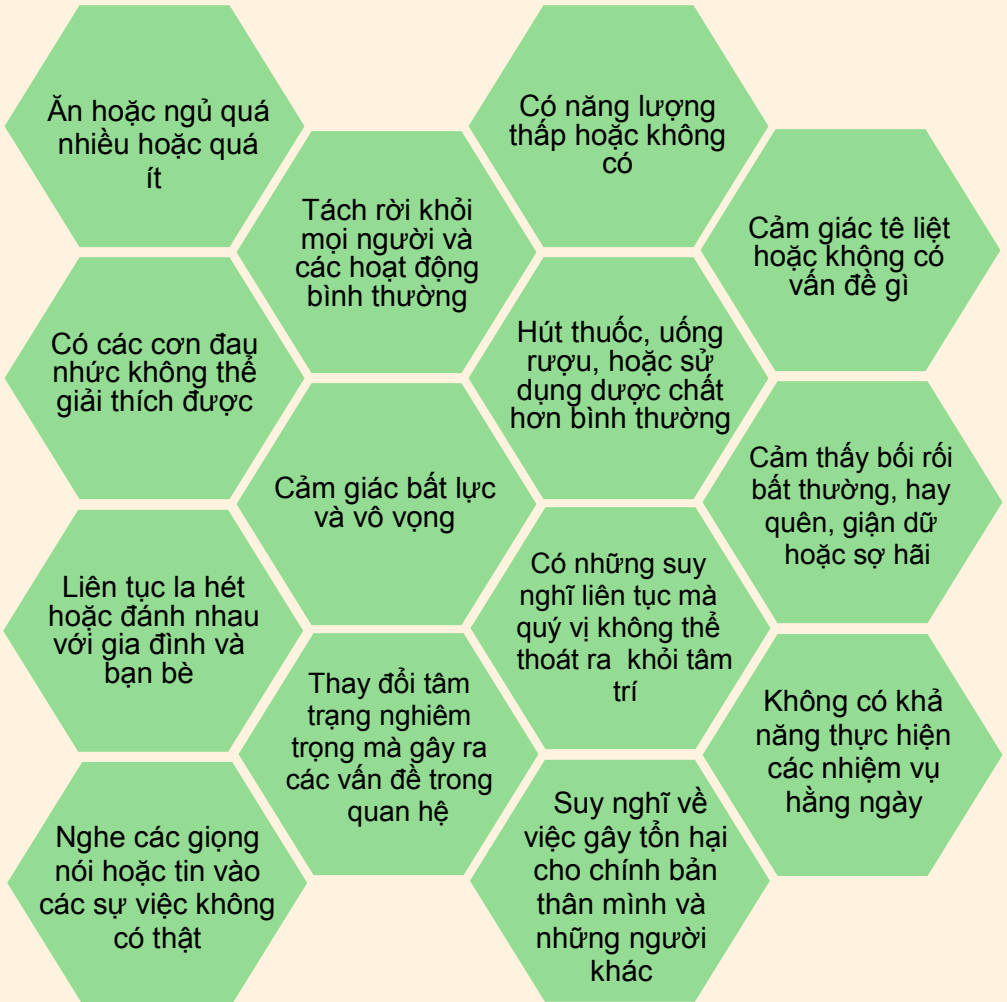 Ăn hoặc ngủ quá
nhiều hoặc quá
ít
Có năng lượng
thấp hoặc không
có
Tách rời khỏi
mọi người và
các hoạt động
bình thường
Cảm giác tê liệt
hoặc không có
vấn đề gì
Có các cơn đau
nhức không thể
giải thích được
Hút thuốc, uống
rượu, hoặc sử
dụng dược chất
hơn bình thường
Cảm giác bất lực
và vô vọng
Cảm thấy bối rối
bất thường, hay
quên, giận dữ
hoặc sợ hãi
Liên tục la hét
hoặc đánh nhau
với gia đình và
bạn bè
Có những suy
nghĩ liên tục mà
quý vị không thể
thoát ra khỏi tâm
trí
Thay đổi tâm
trạng nghiêm
trọng mà gây ra
các vấn đề trong
quan hệ
Không có khả
năng thực hiện
các nhiệm vụ
hằng ngày
Nghe các giọng
nói hoặc tin vào
các sự việc không
có thật
Suy nghĩ về
việc gây tổn hại
cho chính bản
thân mình và
những người
khác